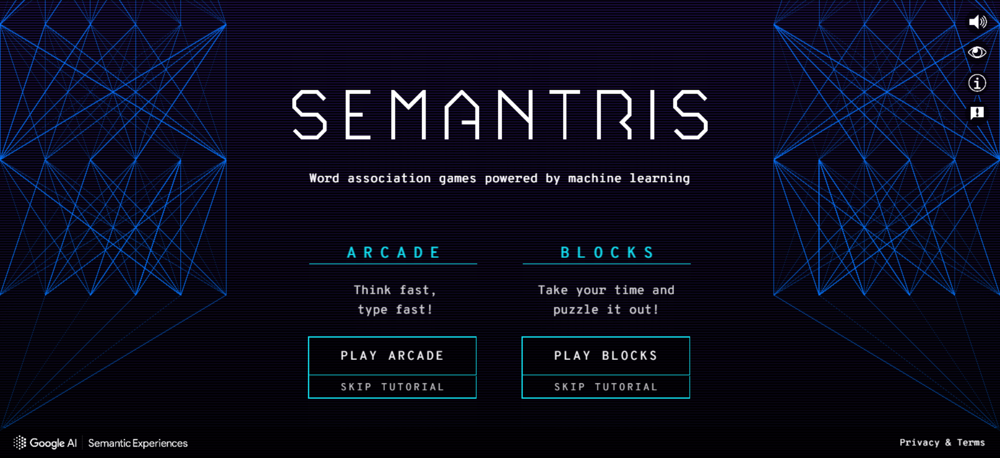 SEMANTRIS
Word association games powered by machine learning
ARCADE
Think fast,
type fast!
PLAY ARCADE
SKIP TUTORIAL
BLOCKS
Take your time and
puzzle it out!
PLAY BLOCKS
SKIP TUTORIAL
Google AI | Semantic Experiences
Privacy & Terms